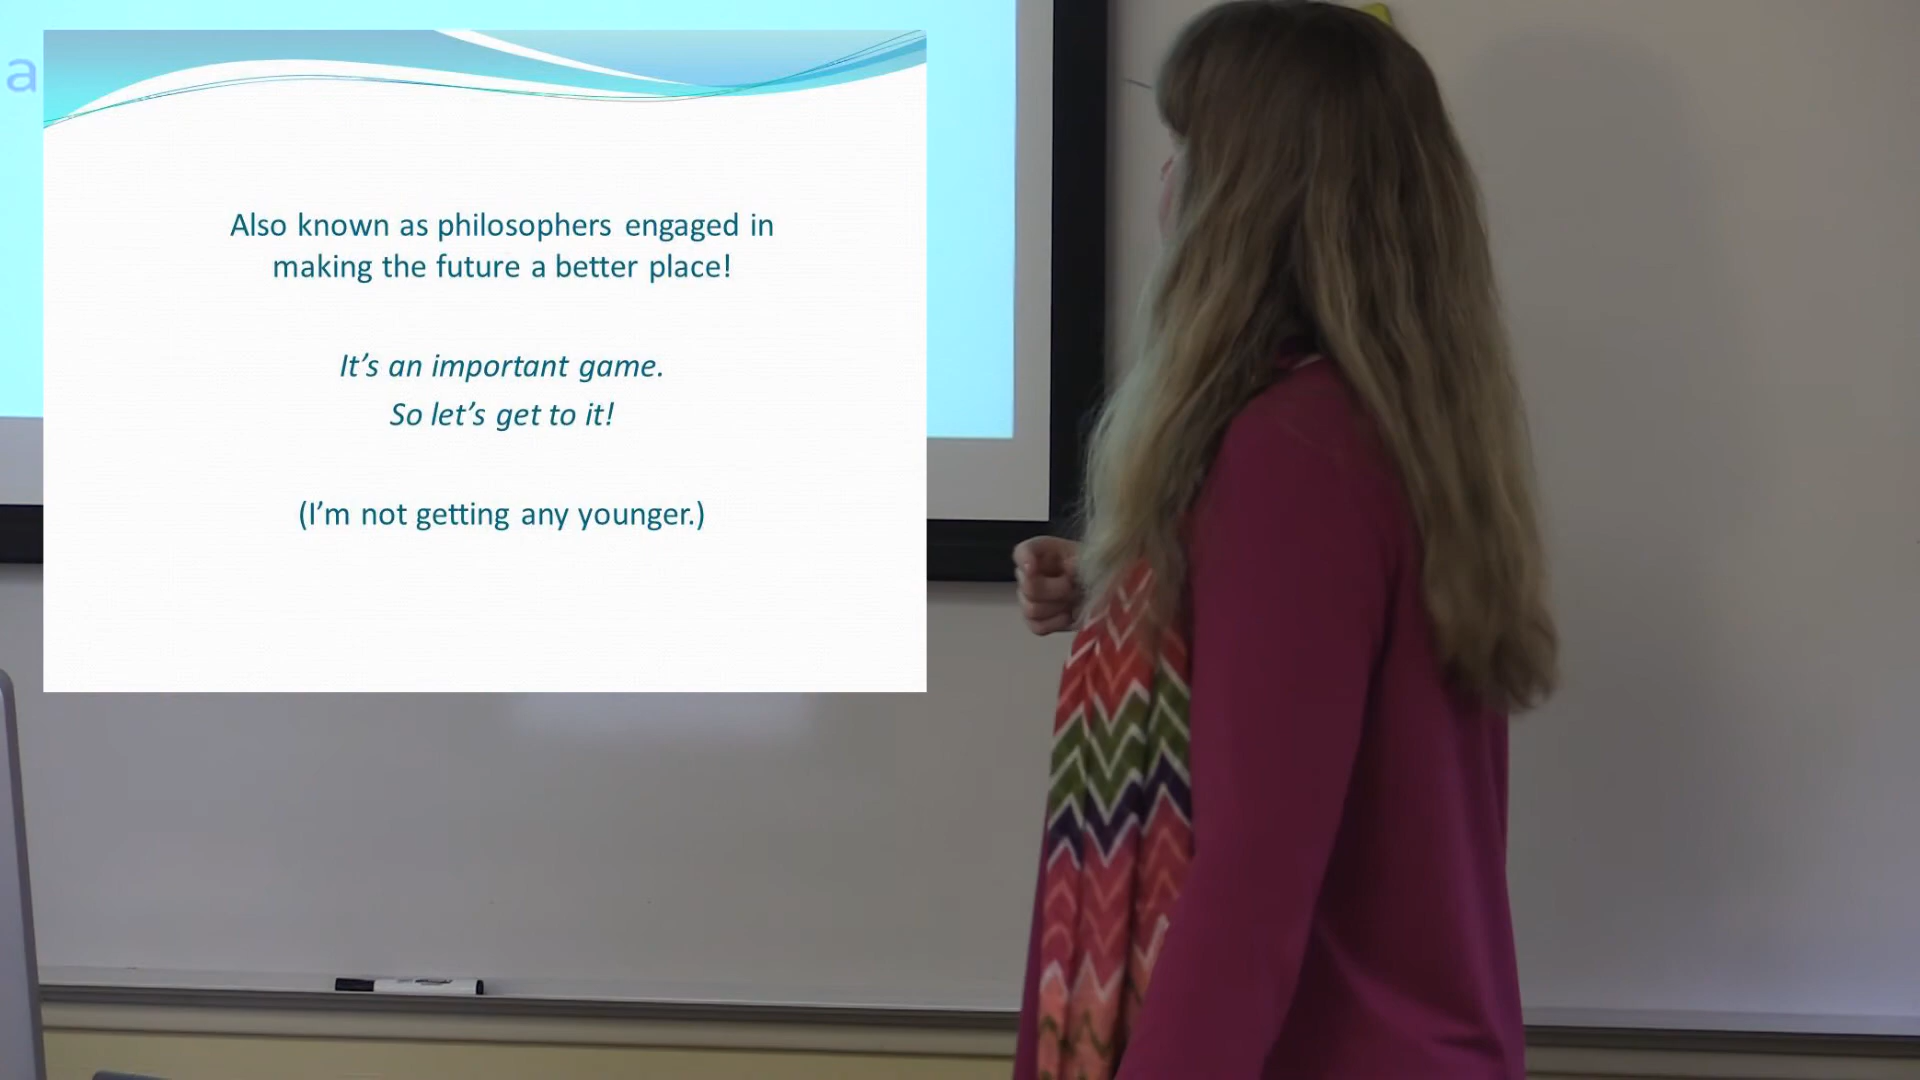 a
Also known as philosophers engaged in
making the future a better place!
It’s an important game.
So let’s get to it!
(I’m not getting any younger.)